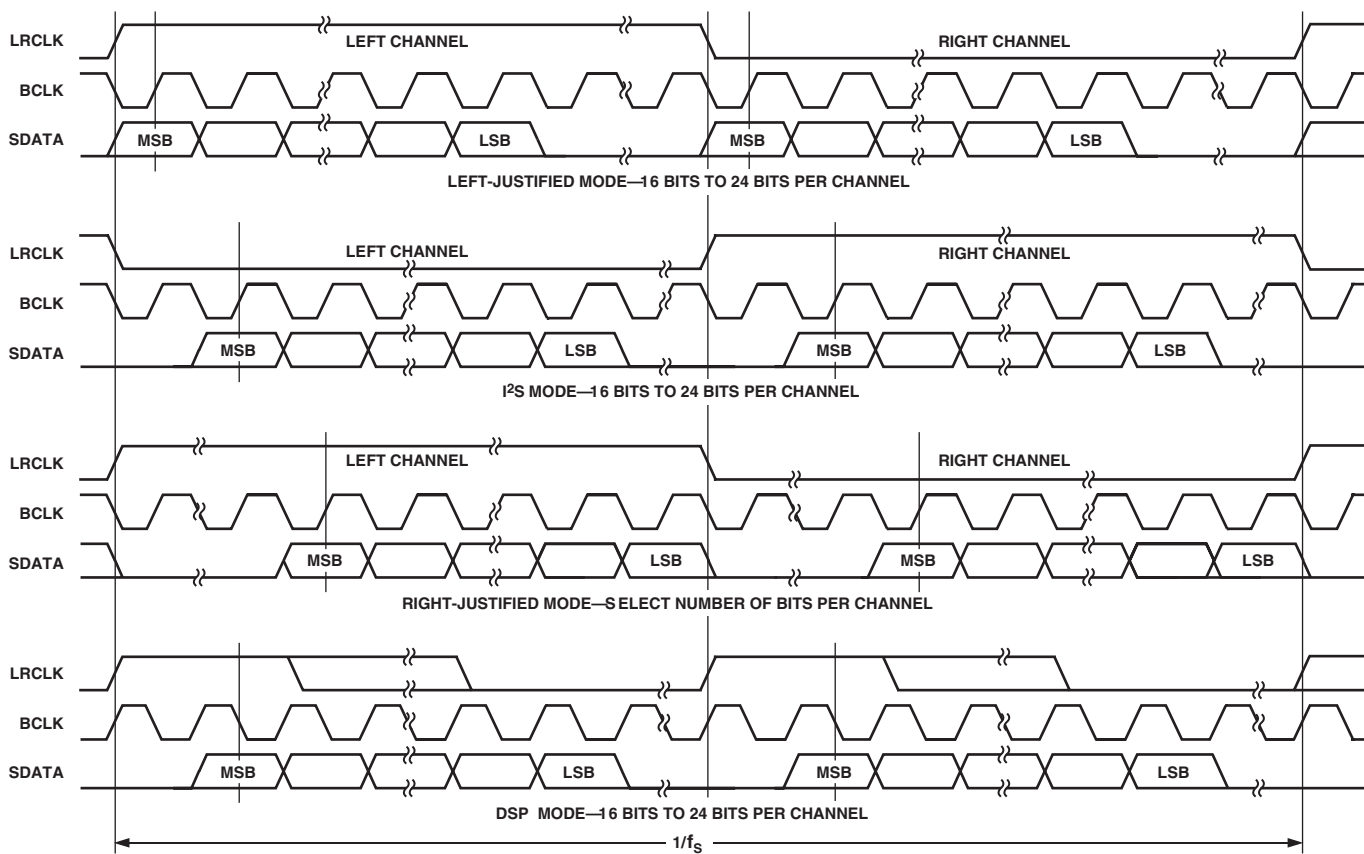 LRCLK LEFT CHANNEL RIGHT CHANNEL
BCLK
SDATA MSB LSB MSB LSB
LEFT-JUSTIFIED MODE—16 BITS TO 24 BITS PER CHANNEL
LRCLK LEFT CHANNEL RIGHT CHANNEL
BCLK
SDATA MSB LSB MSB LSB
I²S MODE—16 BITS TO 24 BITS PER CHANNEL
LRCLK LEFT CHANNEL RIGHT CHANNEL
BCLK
SDATA MSB LSB MSB LSB
RIGHT-JUSTIFIED MODE—SELECT NUMBER OF BITS PER CHANNEL
LRCLK
BCLK
SDATA MSB LSB MSB LSB
DSP MODE—16 BITS TO 24 BITS PER CHANNEL
1/fS